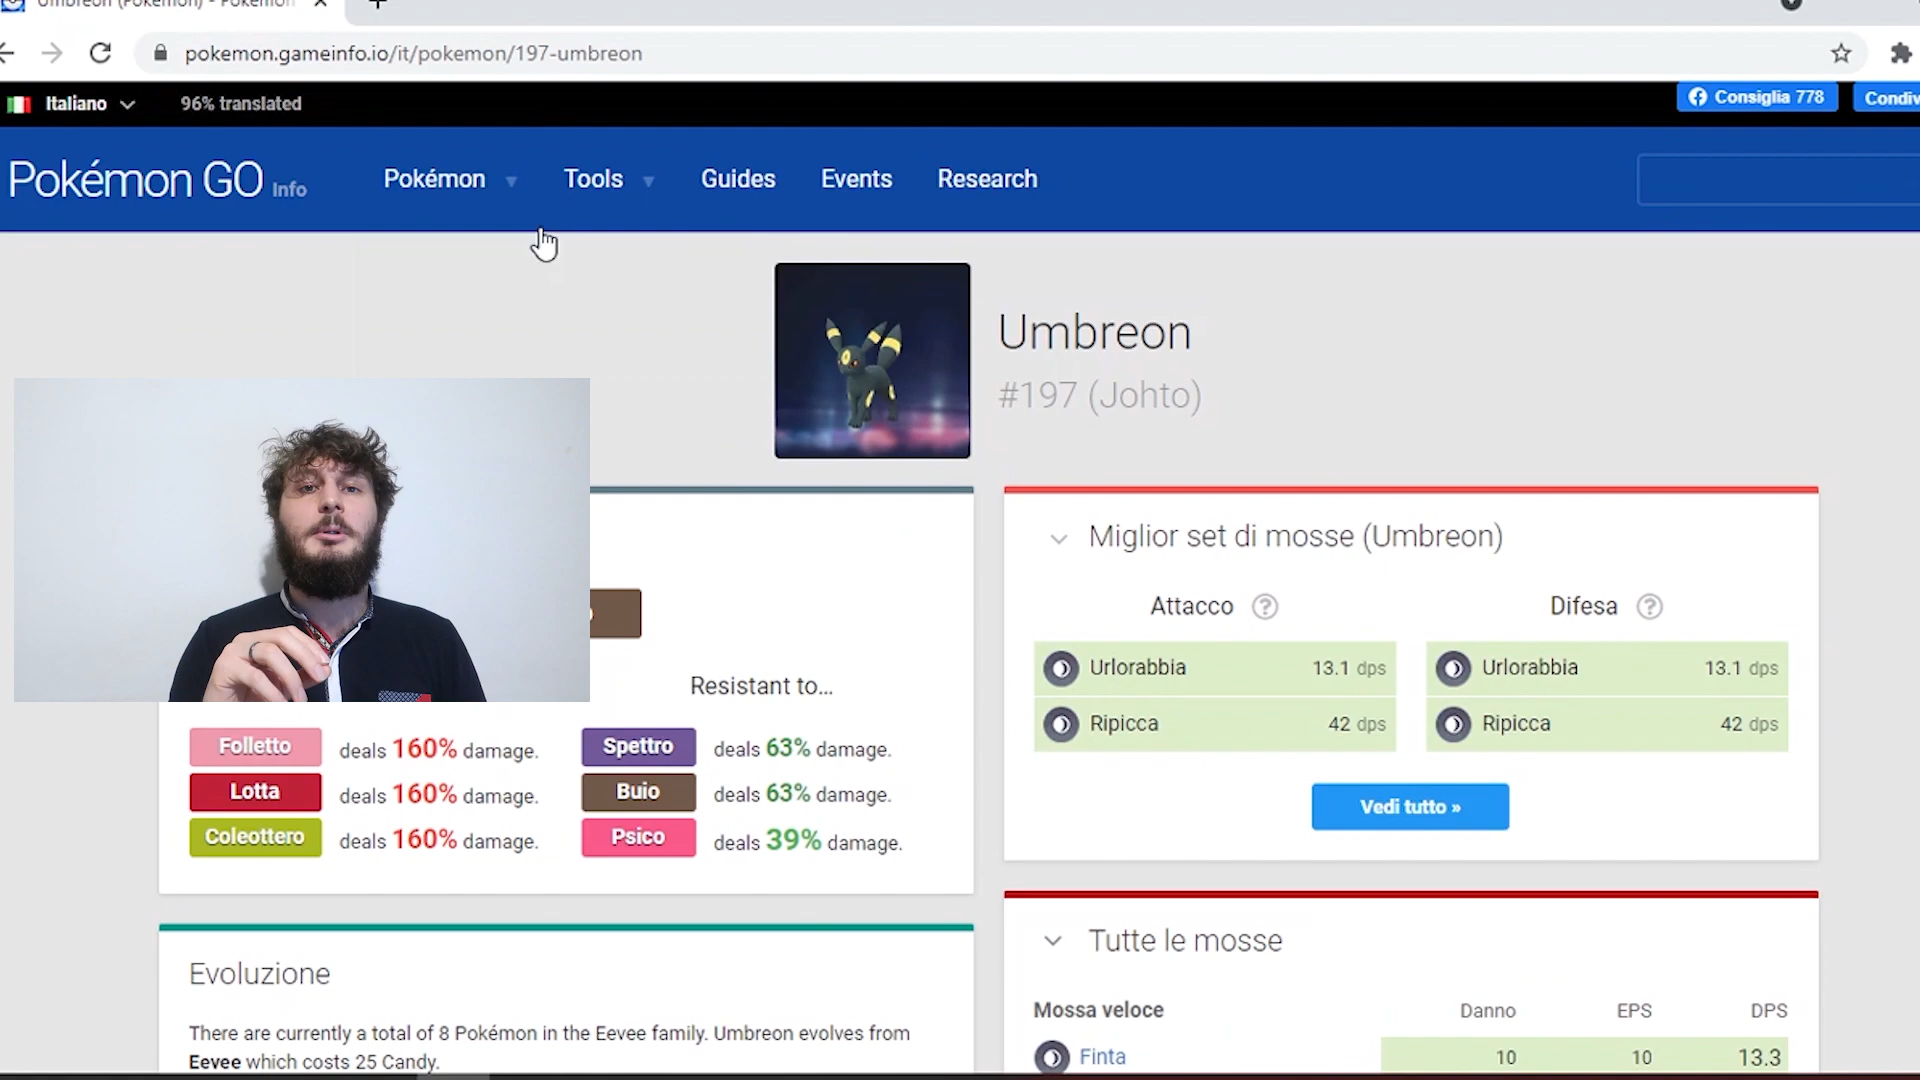 Umbreon (Pokémon) - Pokémon
pokemon.gameinfo.io/it/pokemon/197-umbreon
Italiano 96% translated
Consiglia 778
Pokémon GO Info
Pokémon Tools Guides Events Research
Umbreon
#197 (Johto)
Resistant to...
Folletto deals 160% damage. Spettro deals 63% damage.
Lotta deals 160% damage. Buio deals 63% damage.
Coleottero deals 160% damage. Psico deals 39% damage.
Miglior set di mosse (Umbreon)
Attacco ? Difesa ?
Urlorabbia 13.1 dps Urlorabbia 13.1 dps
Ripicca 42 dps Ripicca 42 dps
Vedi tutto »
Evoluzione
There are currently a total of 8 Pokémon in the Eevee family. Umbreon evolves from
Eevee which costs 25 Candy.
Tutte le mosse
Mossa veloce Danno EPS DPS
Finta 10 10 13.3